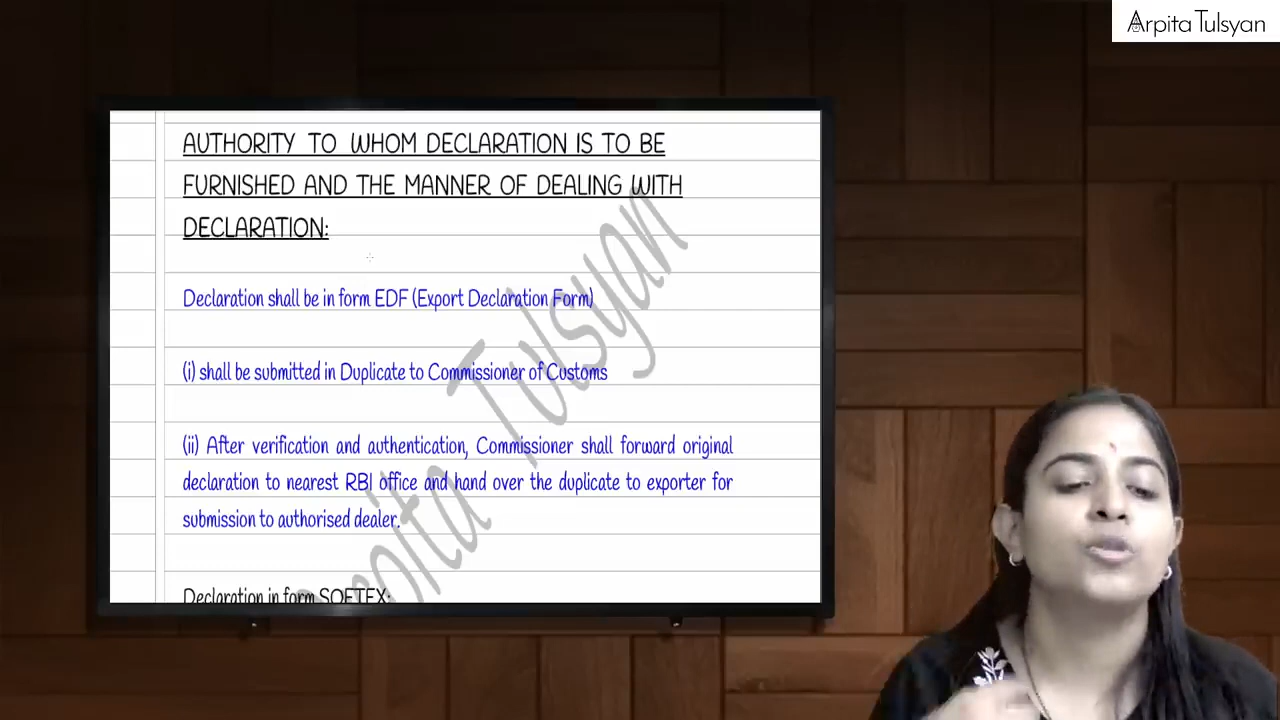 Arpita Tulsyan
AUTHORITY TO WHOM DECLARATION IS TO BE
FURNISHED AND THE MANNER OF DEALING WITH
DECLARATION:
Declaration shall be in form EDF (Export Declaration Form)
(i) shall be submitted in Duplicate to Commissioner of Customs
(ii) After verification and authentication, Commissioner shall forward original
declaration to nearest RBI office and hand over the duplicate to exporter for
submission to authorised dealer.
Declaration in form SOFTEX:
Arpita Tulsyan